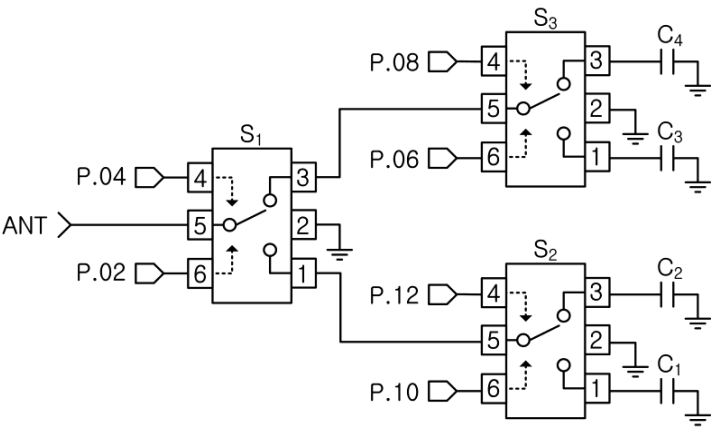 S₃
P.08 4 3 C₄
5 2
P.06 6 1 C₃
S₁
P.04 4 3
ANT 5 2
P.02 6 1
S₂
P.12 4 3 C₂
5 2
P.10 6 1 C₁